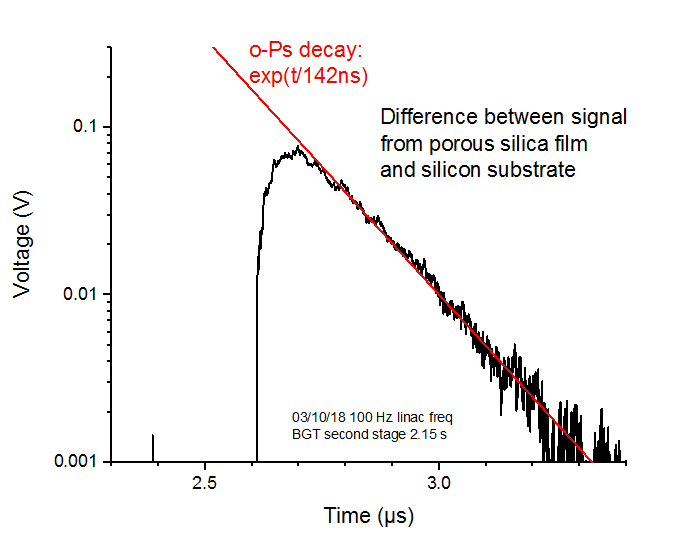 o-Ps decay:
exp(t/142ns)
Difference between signal
from porous silica film
and silicon substrate
0.1
Voltage (V)
0.01
03/10/18 100 Hz linac freq
BGT second stage 2.15 s
0.001
2.5
3.0
Time (µs)